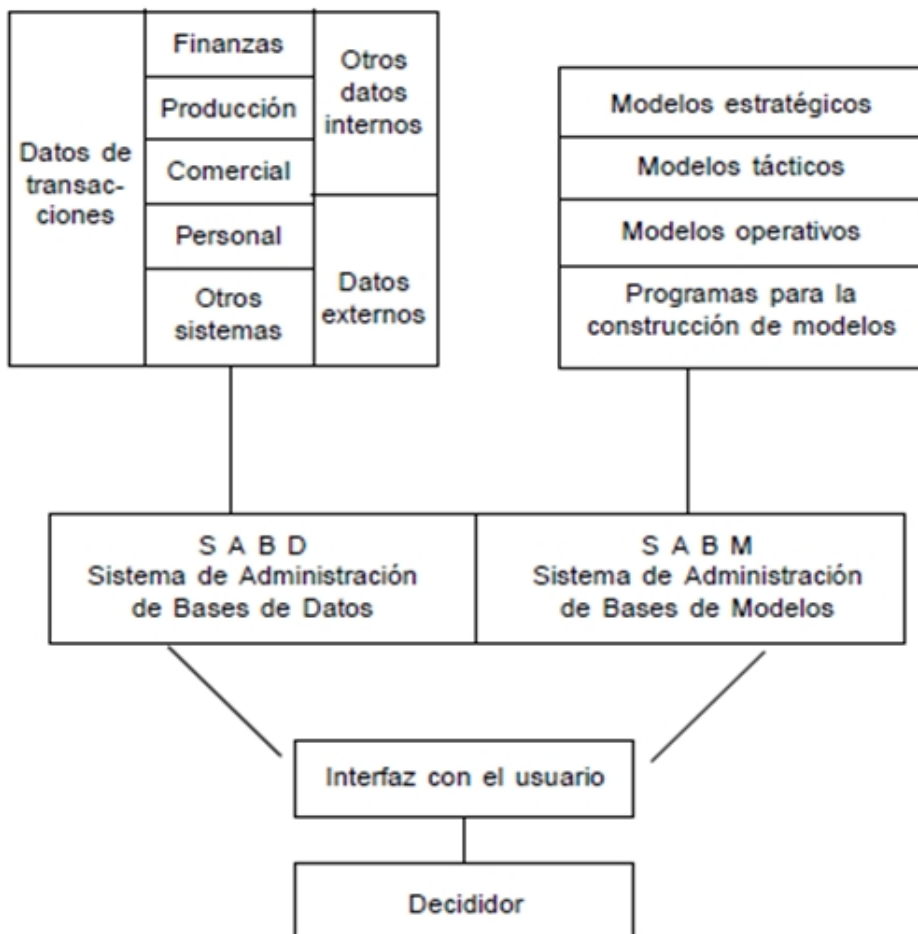 Datos de
transac-
ciones
Finanzas
Producción
Comercial
Personal
Otros
sistemas
Otros
datos
internos
Datos
externos
Modelos estratégicos
Modelos tácticos
Modelos operativos
Programas para la
construcción de modelos
S A B D
Sistema de Administración
de Bases de Datos
S A B M
Sistema de Administración
de Bases de Modelos
Interfaz con el usuario
Decididor